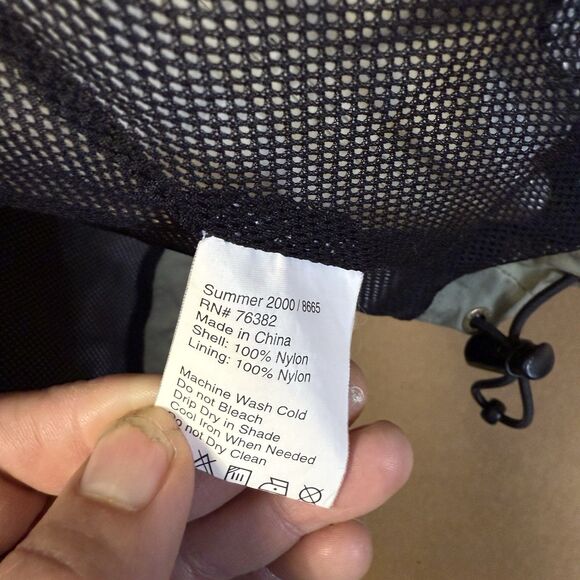 Summer 2000 / 8665
RN# 76382
Made in China
Shell: 100% Nylon
Lining: 100% Nylon
Machine Wash Cold
Do not Bleach
Drip Dry in Shade
Cool Iron When Needed
Do not Dry Clean